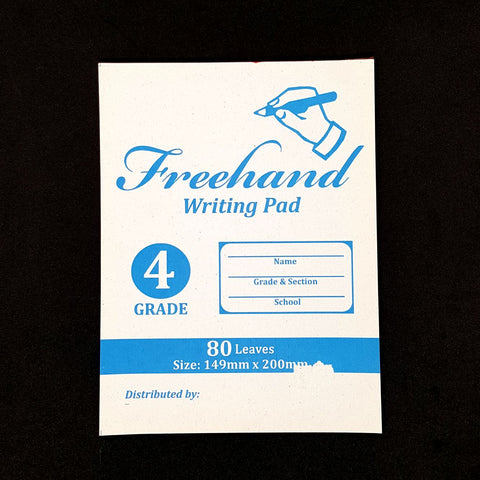 Freehand
Writing Pad
4
GRADE
Name
Grade & Section
School
80 Leaves
Size: 149mm x 200mm
Distributed by: